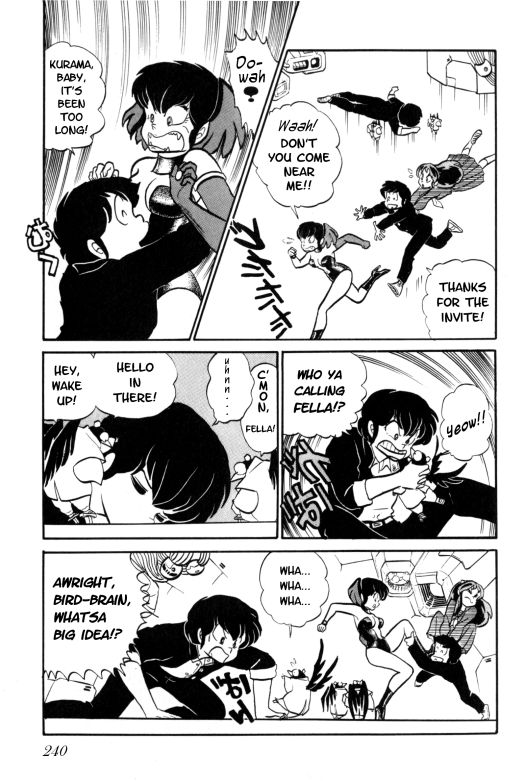 Waah!
DON'T
YOU COME
NEAR
ME!!
THANKS
FOR THE
INVITE!
Do-
wah
!
KURAMA,
BABY,
IT'S
BEEN
TOO
LONG!
WHO YA
CALLING
FELLA!?
yeow!!
C'MON,
FELLA!
uhnn...
HELLO
IN
THERE!
HEY,
WAKE
UP!
AWRIGHT,
BIRD-BRAIN,
WHATSA
BIG IDEA!?
WHA...
WHA...
WHA...
240